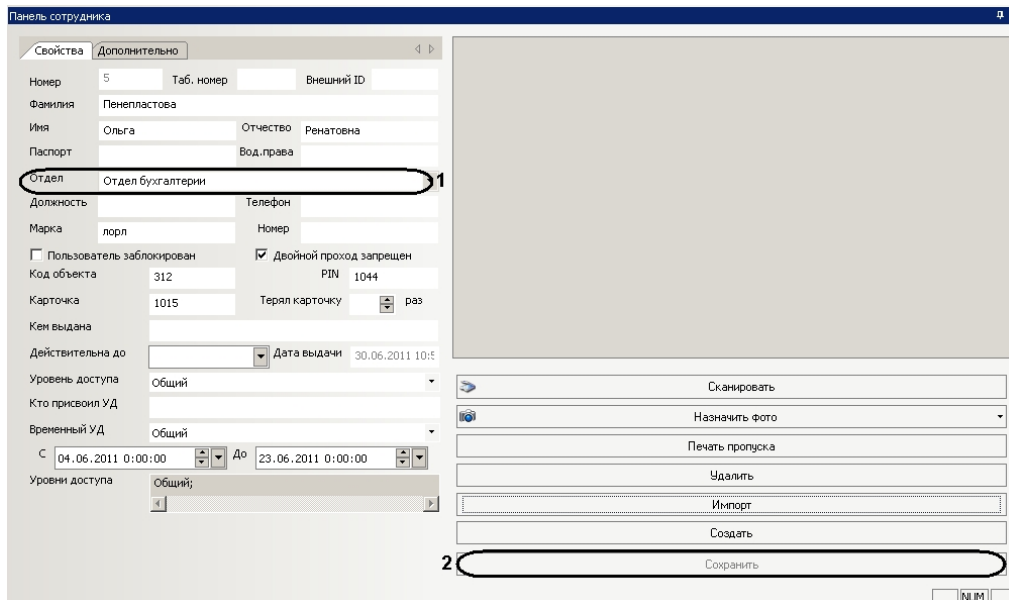 Панель сотрудника
Свойства Дополнительно
Номер 5 Таб. номер Внешний ID
Фамилия Пенепластова
Имя Ольга Отчество Ренатовна
Паспорт Вод.права
Отдел Отдел бухгалтерии 1
Должность Телефон
Марка лорл Номер
Пользователь заблокирован Двойной проход запрещен
Код объекта 312 PIN 1044
Карточка 1015 Терял карточку раз
Кем выдана
Действительна до Дата выдачи 30.06.2011 10:5
Уровень доступа Общий
Кто присвоил УД
Временный УД Общий
С 04.06.2011 0:00:00 До 23.06.2011 0:00:00
Уровни доступа Общий;
Сканировать
Назначить фото
Печать пропуска
Удалить
Импорт
Создать
2 Сохранить
NUM